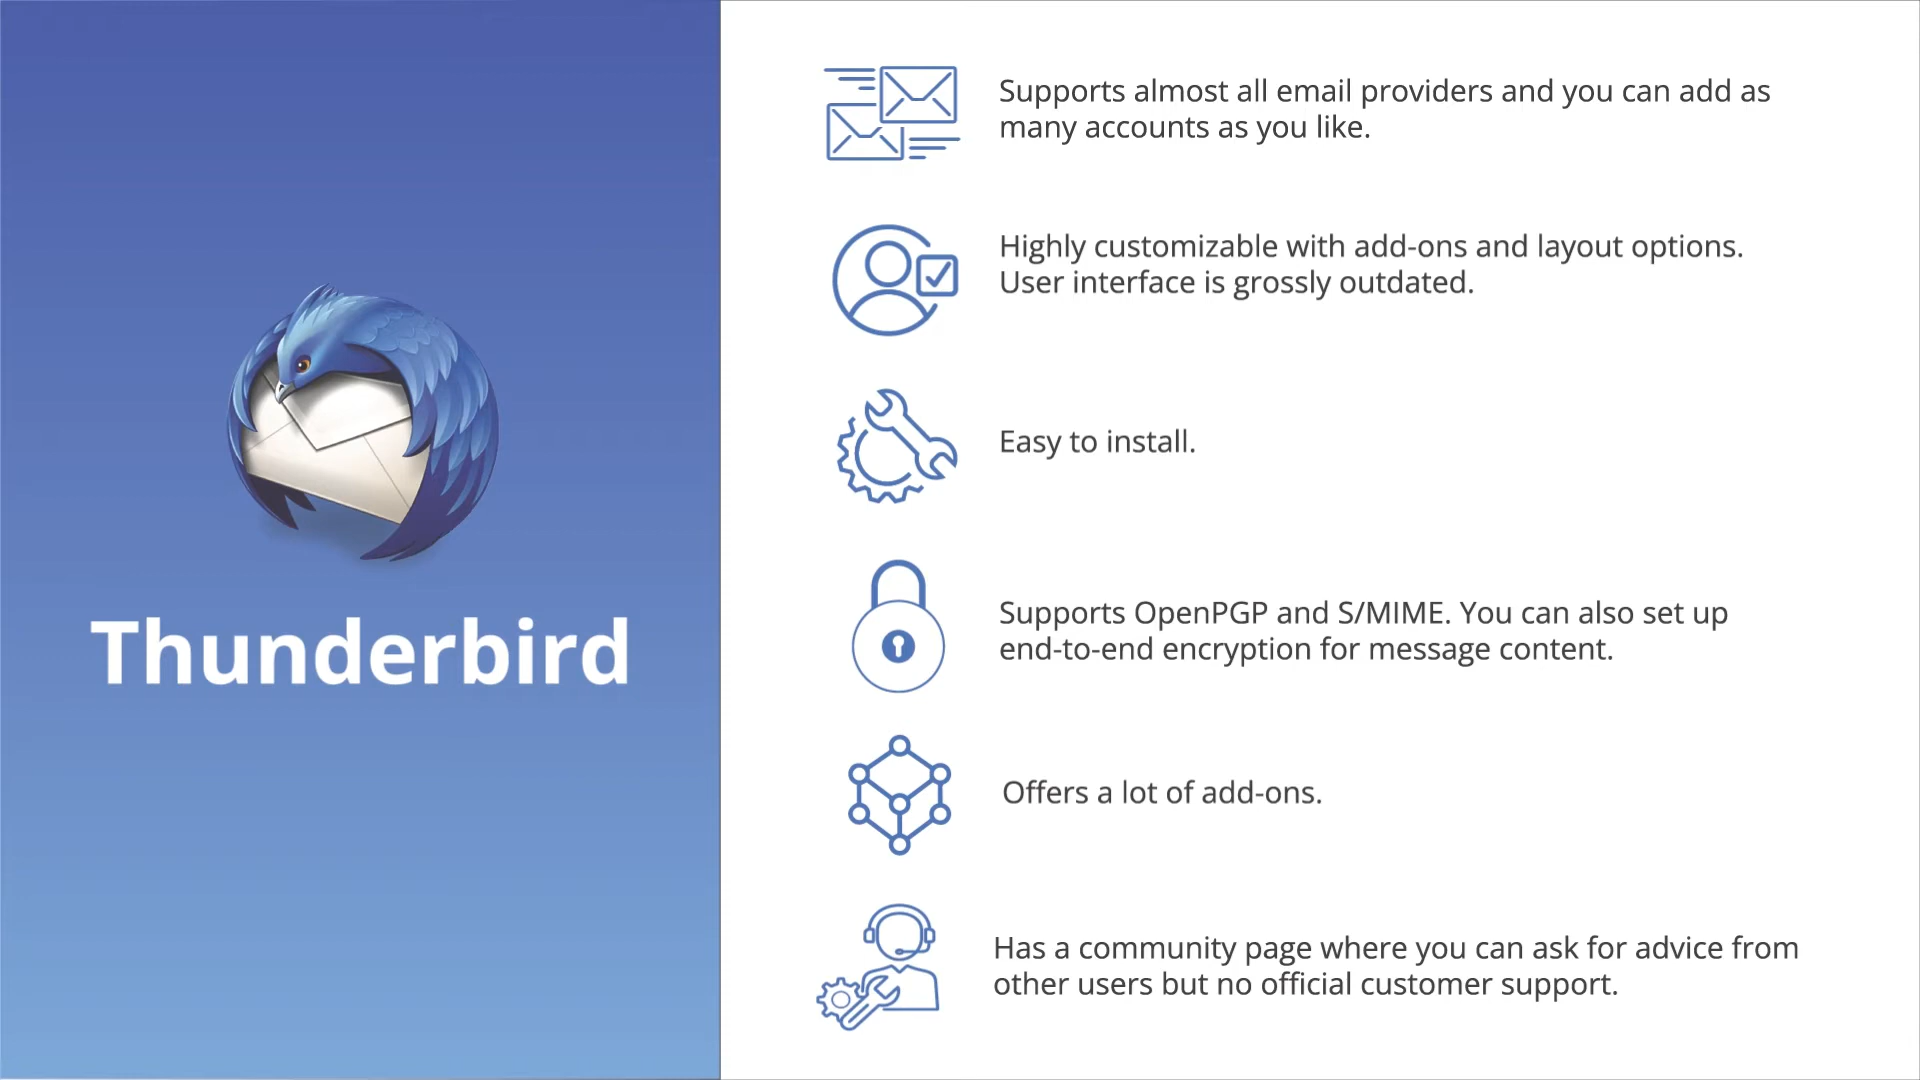 Thunderbird
Supports almost all email providers and you can add as
many accounts as you like.
Highly customizable with add-ons and layout options.
User interface is grossly outdated.
Easy to install.
Supports OpenPGP and S/MIME. You can also set up
end-to-end encryption for message content.
Offers a lot of add-ons.
Has a community page where you can ask for advice from
other users but no official customer support.